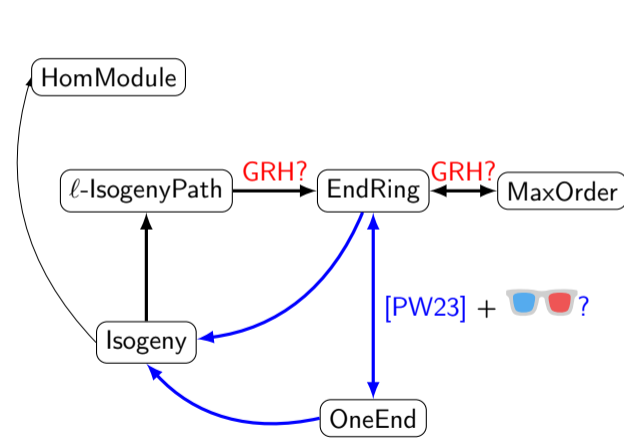 HomModule
GRH?
GRH?
ℓ-IsogenyPath
EndRing
MaxOrder
[PW23] + ?
Isogeny
OneEnd